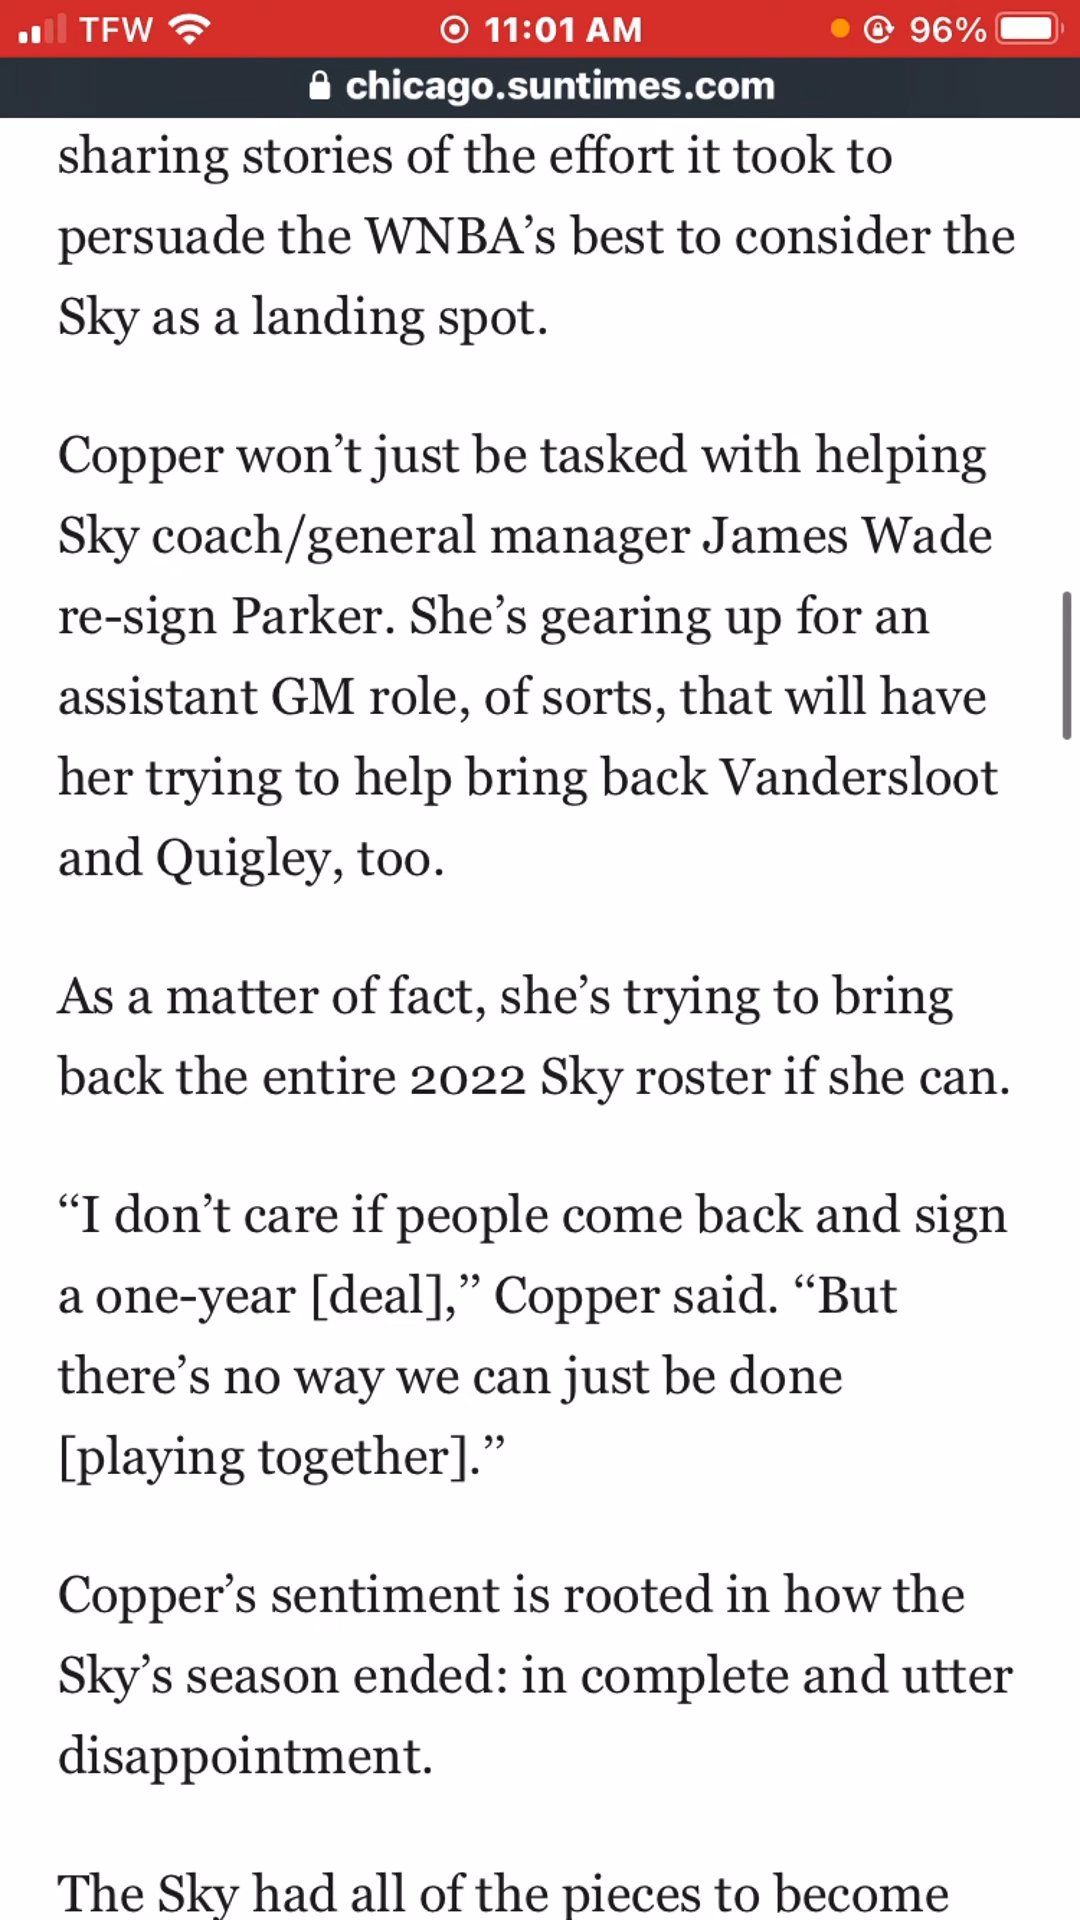 TFW 11:01 AM 96%
chicago.suntimes.com
sharing stories of the effort it took to
persuade the WNBA’s best to consider the
Sky as a landing spot.
Copper won’t just be tasked with helping
Sky coach/general manager James Wade
re-sign Parker. She’s gearing up for an
assistant GM role, of sorts, that will have
her trying to help bring back Vandersloot
and Quigley, too.
As a matter of fact, she’s trying to bring
back the entire 2022 Sky roster if she can.
“I don’t care if people come back and sign
a one-year [deal],” Copper said. “But
there’s no way we can just be done
[playing together].”
Copper’s sentiment is rooted in how the
Sky’s season ended: in complete and utter
disappointment.
The Sky had all of the pieces to become